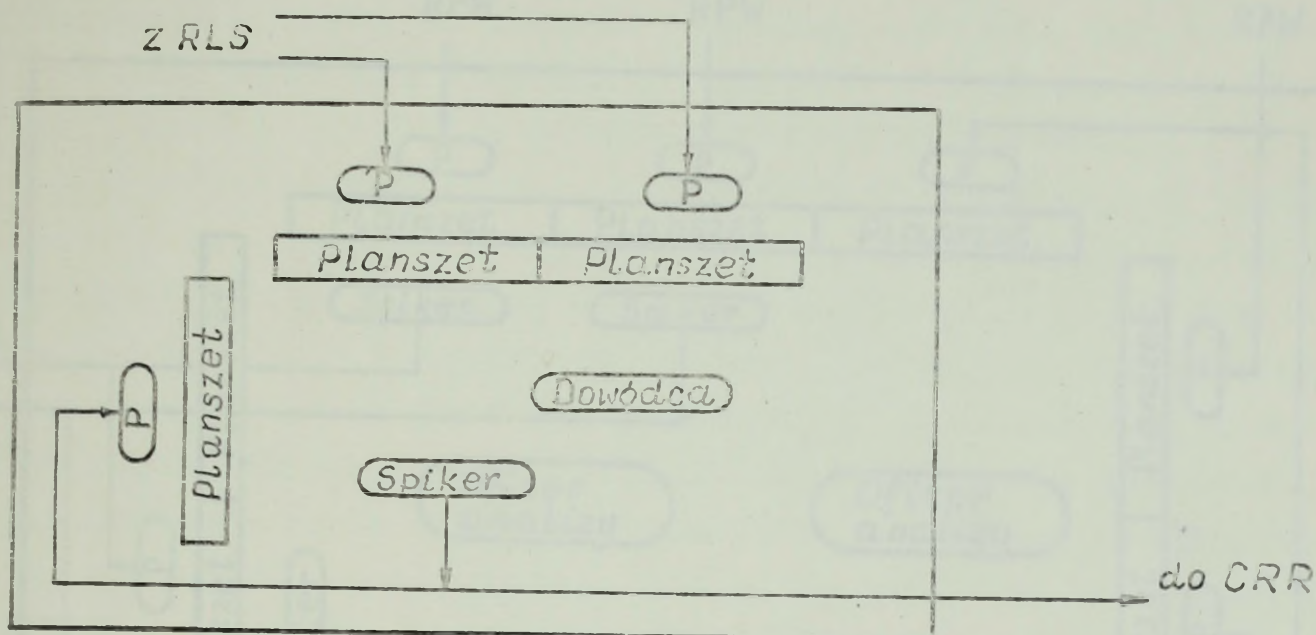 z RLS
P
P
Planszet
Planszet
Planszet
P
Dowódca
Spiker
do CRR